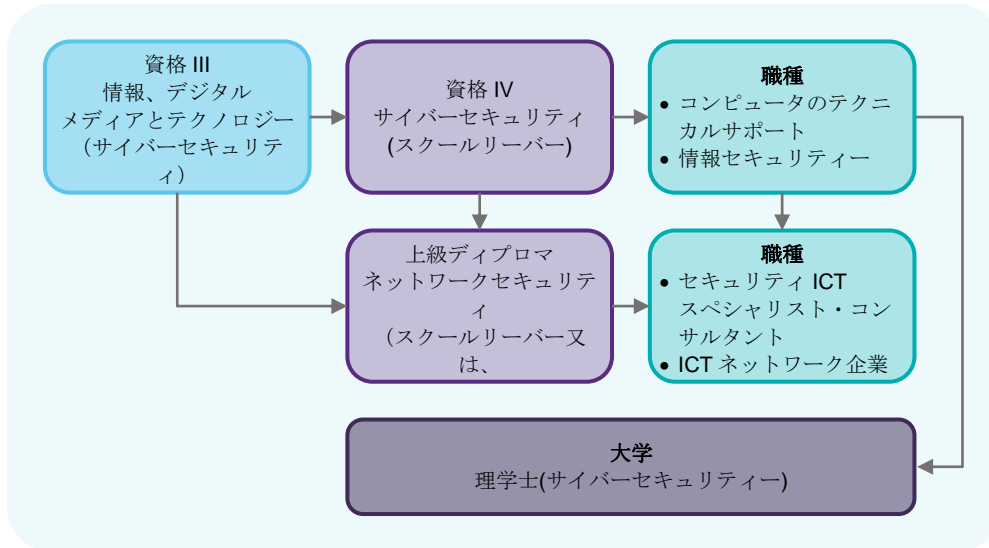 資格 III
情報、デジタル
メディアとテクノロジー
（サイバーセキュリテ
ィ）
資格 IV
サイバーセキュリティ
(スクールリーバー)
職種
• コンピュータのテクニ
カルサポート
• 情報セキュリティー
上級ディプロマ
ネットワークセキュリテ
ィ
（スクールリーバー又
は、
職種
• セキュリティ ICT
スペシャリスト・コン
サルタント
• ICT ネットワーク企業
大学
理学士(サイバーセキュリティー)